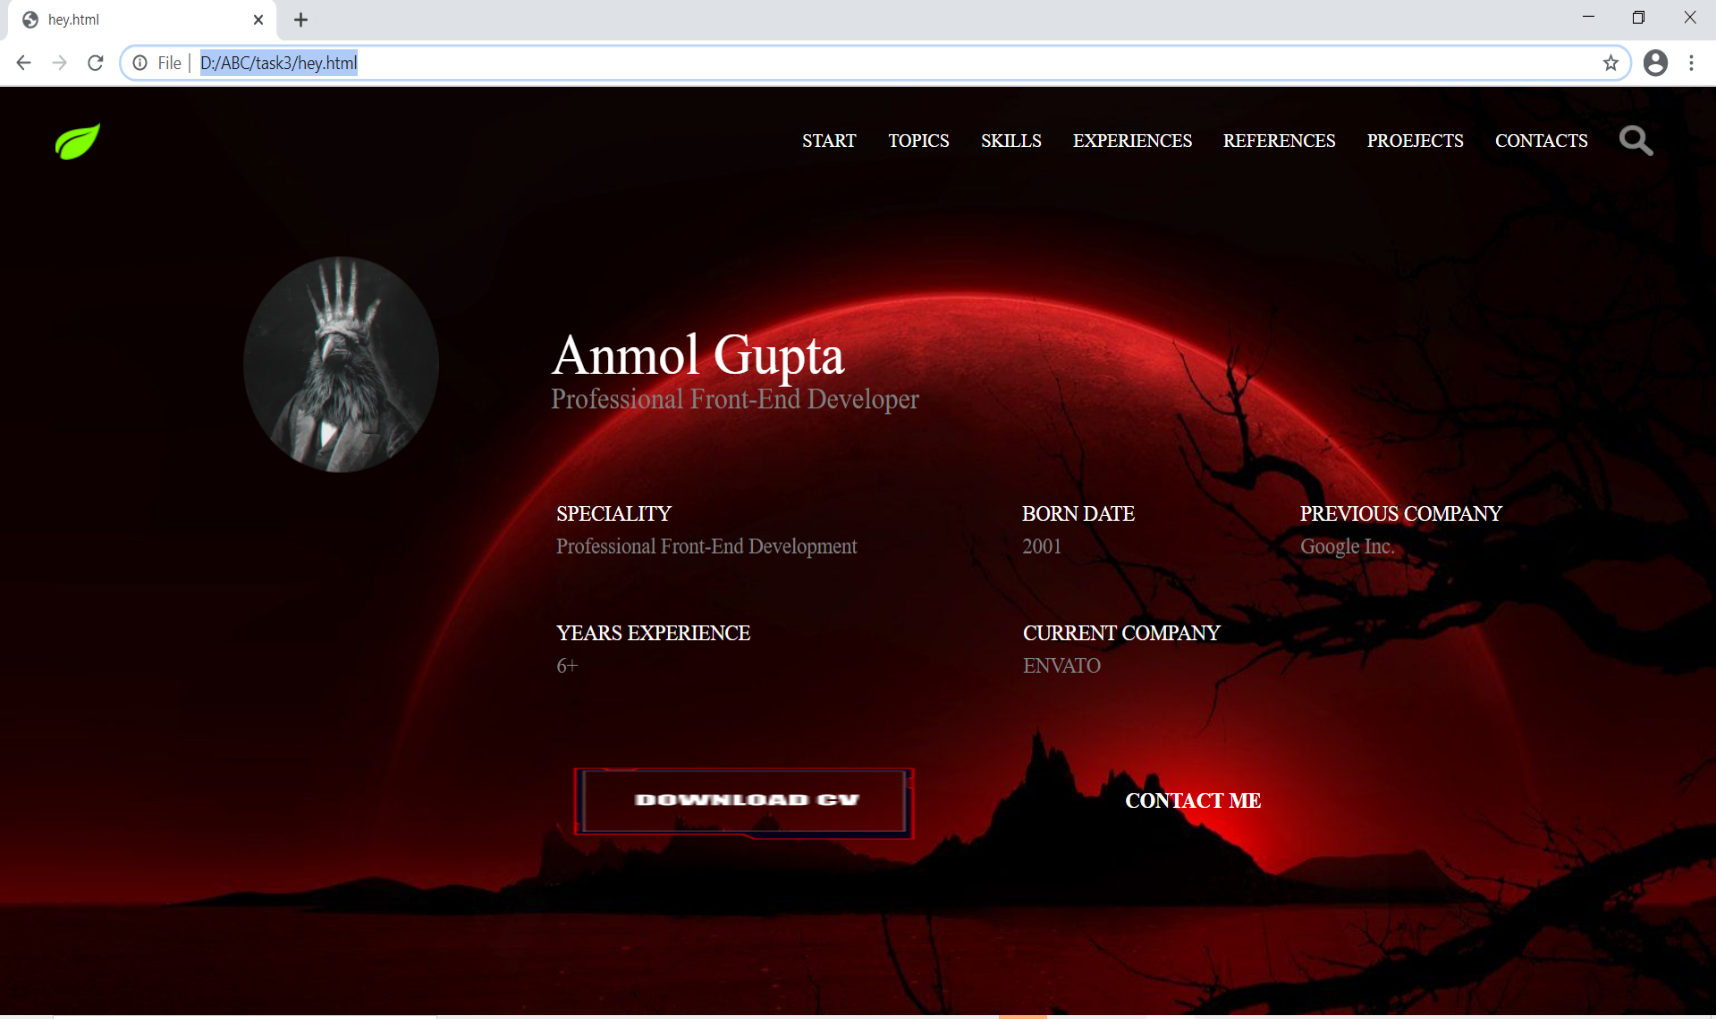 hey.html
File | D:/ABC/task3/hey.html
START TOPICS SKILLS EXPERIENCES REFERENCES PROEJECTS CONTACTS
Anmol Gupta
Professional Front-End Developer
SPECIALITY BORN DATE PREVIOUS COMPANY
Professional Front-End Development 2001 Google Inc.
YEARS EXPERIENCE CURRENT COMPANY
6+ ENVATO
DOWNLOAD CV CONTACT ME